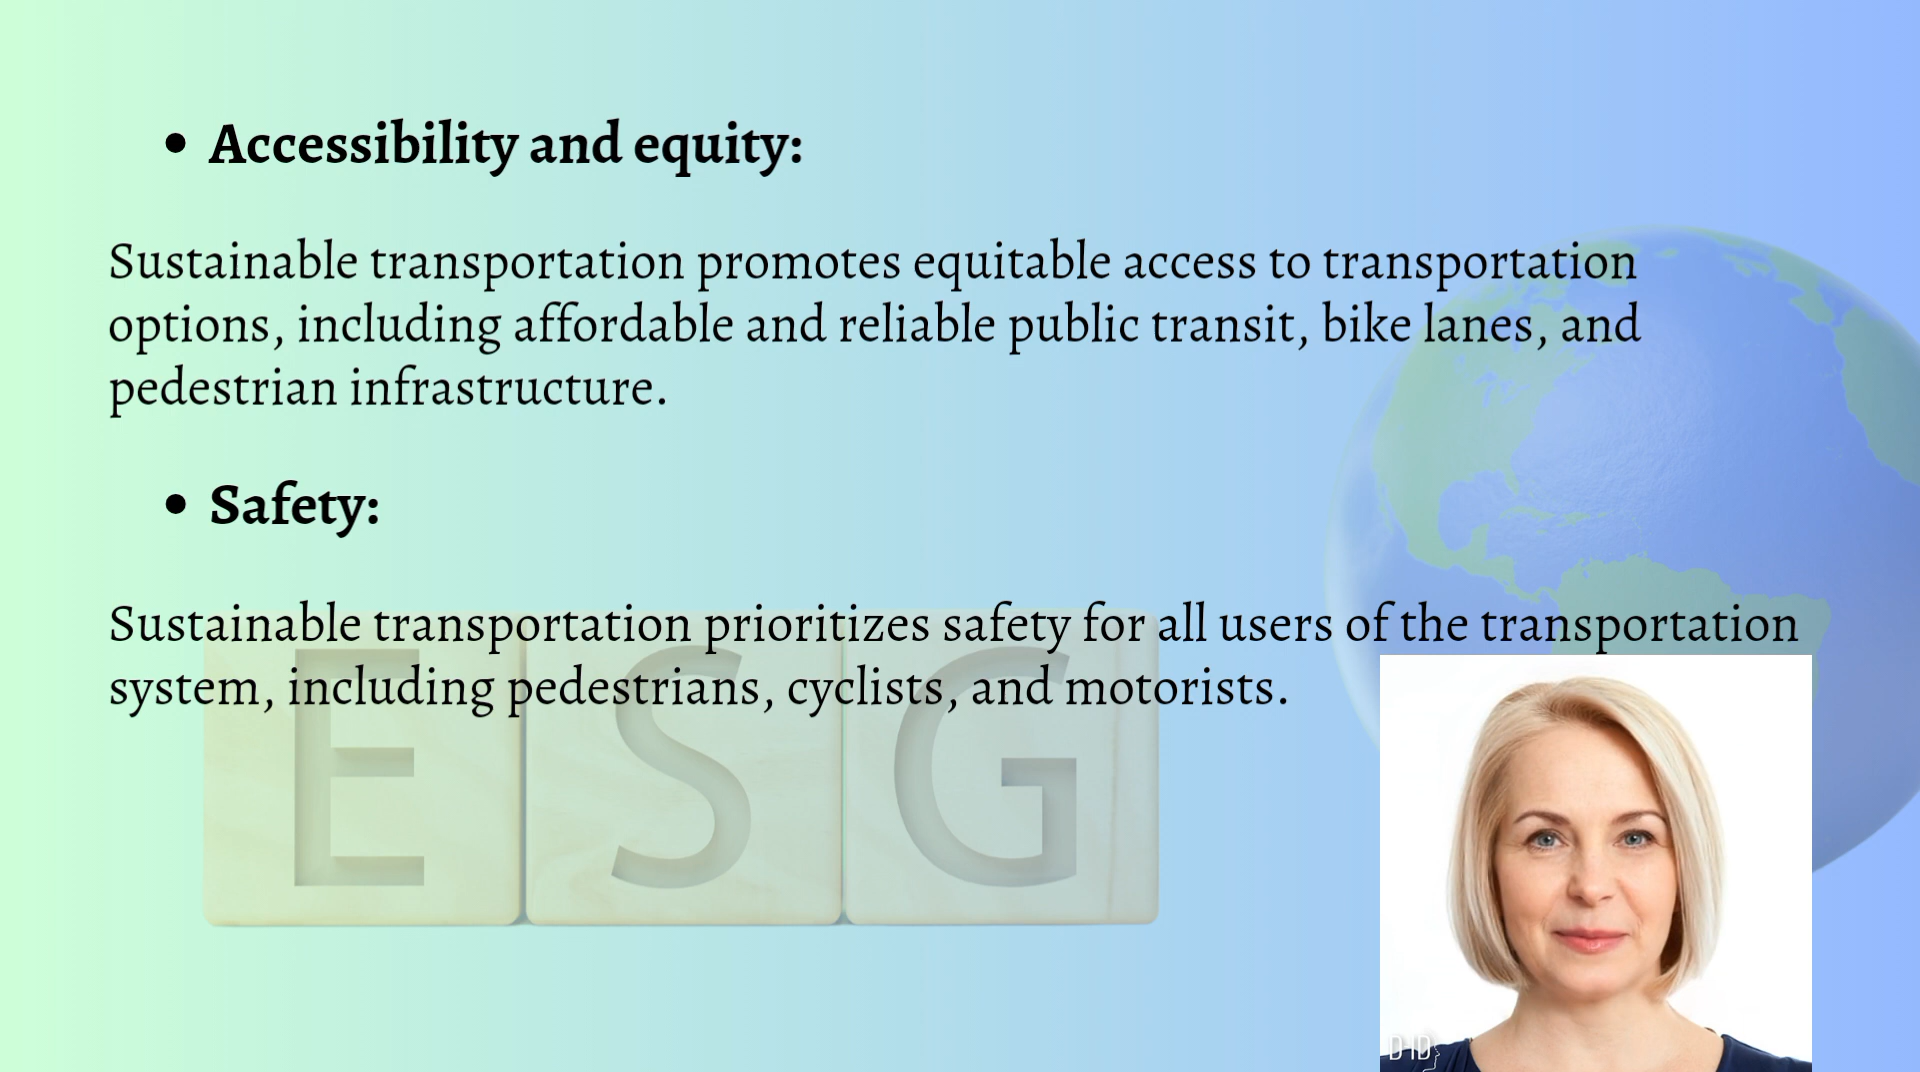 • Accessibility and equity:
Sustainable transportation promotes equitable access to transportation
options, including affordable and reliable public transit, bike lanes, and
pedestrian infrastructure.
• Safety:
Sustainable transportation prioritizes safety for all users of the transportation
system, including pedestrians, cyclists, and motorists.
E S G
D-ID